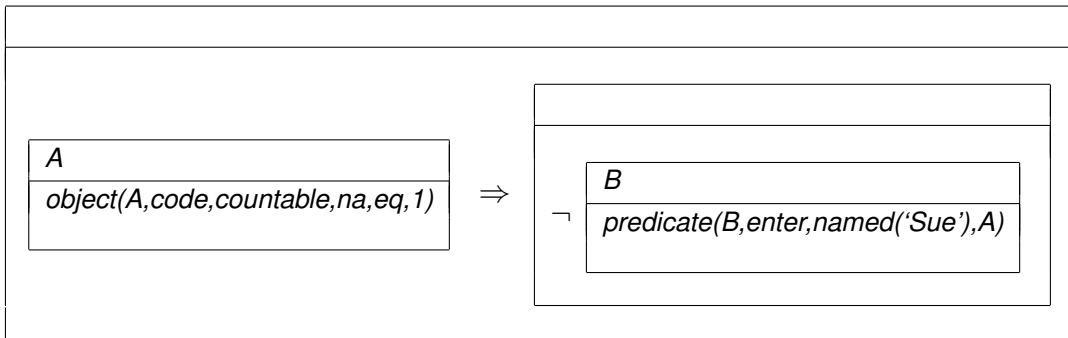 A
object(A,code,countable,na,eq,1)
⇒
¬
B
predicate(B,enter,named(‘Sue’),A)